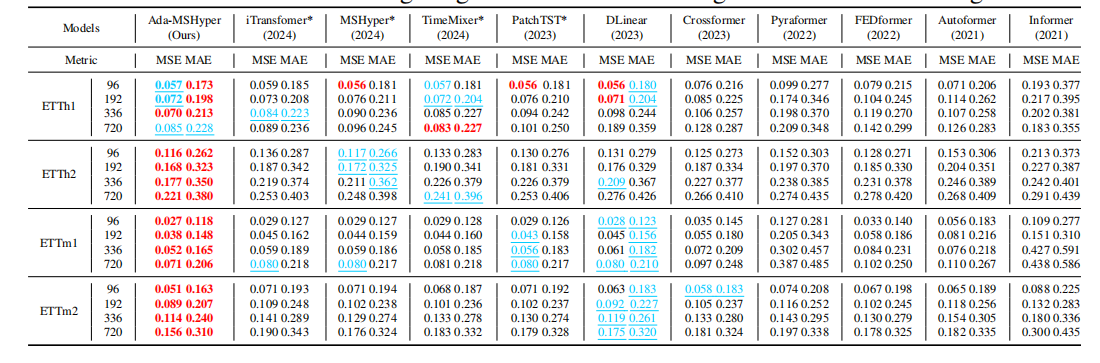 Models Ada-MSHyper iTransfomer* MSHyper* TimeMixer* PatchTST* DLinear Crossformer Pyraformer FEDformer Autoformer Informer
(Ours) (2024) (2024) (2024) (2023) (2023) (2023) (2022) (2022) (2021) (2021)
Metric MSE MAE MSE MAE MSE MAE MSE MAE MSE MAE MSE MAE MSE MAE MSE MAE MSE MAE MSE MAE MSE MAE
ETTh1
96 0.057 0.173 0.059 0.185 0.056 0.181 0.057 0.181 0.056 0.181 0.056 0.180 0.076 0.216 0.099 0.277 0.079 0.215 0.071 0.206 0.193 0.377
192 0.072 0.198 0.073 0.208 0.076 0.211 0.072 0.204 0.076 0.210 0.071 0.204 0.085 0.225 0.174 0.346 0.104 0.245 0.114 0.262 0.217 0.395
336 0.070 0.213 0.084 0.223 0.090 0.236 0.085 0.227 0.094 0.242 0.098 0.244 0.106 0.257 0.198 0.370 0.119 0.270 0.107 0.258 0.202 0.381
720 0.085 0.228 0.089 0.236 0.096 0.245 0.083 0.227 0.101 0.250 0.189 0.359 0.128 0.287 0.209 0.348 0.142 0.299 0.126 0.283 0.183 0.355
ETTh2
96 0.116 0.262 0.136 0.287 0.117 0.266 0.133 0.283 0.130 0.276 0.131 0.279 0.125 0.273 0.152 0.303 0.128 0.271 0.153 0.306 0.213 0.373
192 0.168 0.323 0.187 0.342 0.172 0.325 0.190 0.341 0.181 0.331 0.176 0.329 0.187 0.334 0.197 0.370 0.185 0.330 0.204 0.351 0.227 0.387
336 0.177 0.350 0.219 0.374 0.211 0.362 0.226 0.379 0.226 0.379 0.209 0.367 0.227 0.377 0.238 0.385 0.231 0.378 0.246 0.389 0.242 0.401
720 0.221 0.380 0.253 0.403 0.248 0.398 0.241 0.396 0.253 0.406 0.276 0.426 0.266 0.410 0.274 0.435 0.278 0.420 0.268 0.409 0.291 0.439
ETTm1
96 0.027 0.118 0.029 0.127 0.029 0.127 0.029 0.128 0.029 0.126 0.028 0.123 0.035 0.145 0.127 0.281 0.033 0.140 0.056 0.183 0.109 0.277
192 0.038 0.148 0.045 0.162 0.044 0.159 0.044 0.160 0.043 0.158 0.045 0.156 0.055 0.180 0.205 0.343 0.058 0.186 0.081 0.216 0.151 0.310
336 0.052 0.165 0.059 0.189 0.059 0.186 0.058 0.185 0.056 0.183 0.061 0.182 0.072 0.209 0.302 0.457 0.084 0.231 0.076 0.218 0.427 0.591
720 0.071 0.206 0.080 0.218 0.080 0.217 0.081 0.218 0.080 0.217 0.080 0.210 0.097 0.248 0.387 0.485 0.102 0.250 0.110 0.267 0.438 0.586
ETTm2
96 0.051 0.163 0.071 0.193 0.071 0.194 0.068 0.187 0.071 0.192 0.063 0.183 0.058 0.183 0.074 0.208 0.067 0.198 0.065 0.189 0.088 0.225
192 0.089 0.207 0.109 0.248 0.102 0.238 0.101 0.236 0.102 0.237 0.092 0.227 0.105 0.237 0.116 0.252 0.102 0.245 0.118 0.256 0.132 0.283
336 0.114 0.240 0.141 0.289 0.129 0.274 0.133 0.278 0.130 0.274 0.119 0.261 0.133 0.280 0.143 0.295 0.130 0.279 0.154 0.305 0.180 0.336
720 0.156 0.310 0.190 0.343 0.176 0.324 0.183 0.332 0.179 0.328 0.175 0.320 0.181 0.324 0.197 0.338 0.178 0.325 0.182 0.335 0.300 0.435